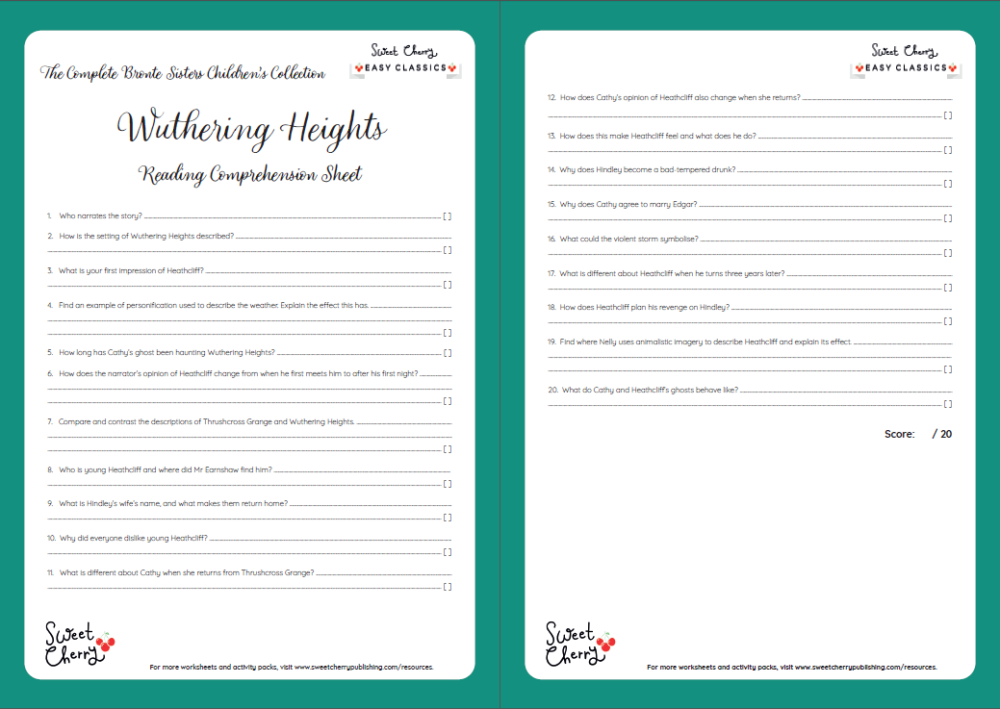 Sweet Cherry
EASY CLASSICS
The Complete Bronte Sisters Children's Collection
Wuthering Heights
Reading Comprehension Sheet
1. Who narrates the story? [ ]
2. How is the setting of Wuthering Heights described?
[ ]
3. What is your first impression of Heathcliff?
[ ]
4. Find an example of personification used to describe the weather. Explain the effect this has.
[ ]
5. How long has Cathy's ghost been haunting Wuthering Heights? [ ]
6. How does the narrator's opinion of Heathcliff change from when he first meets him to after his first night?
[ ]
7. Compare and contrast the descriptions of Thrushcross Grange and Wuthering Heights.
[ ]
8. Who is young Heathcliff and where did Mr Earnshaw find him?
[ ]
9. What is Hindley's wife's name, and what makes them return home?
[ ]
10. Why did everyone dislike young Heathcliff?
[ ]
11. What is different about Cathy when she returns from Thrushcross Grange?
[ ]
Sweet
Cherry
For more worksheets and activity packs, visit www.sweetcherrypublishing.com/resources.
Sweet Cherry
EASY CLASSICS
12. How does Cathy's opinion of Heathcliff also change when she returns?
[ ]
13. How does this make Heathcliff feel and what does he do?
[ ]
14. Why does Hindley become a bad-tempered drunk?
[ ]
15. Why does Cathy agree to marry Edgar?
[ ]
16. What could the violent storm symbolise?
[ ]
17. What is different about Heathcliff when he turns three years later?
[ ]
18. How does Heathcliff plan his revenge on Hindley?
[ ]
19. Find where Nelly uses animalistic imagery to describe Heathcliff and explain its effect.
[ ]
20. What do Cathy and Heathcliff's ghosts behave like?
[ ]
Score: / 20
Sweet
Cherry
For more worksheets and activity packs, visit www.sweetcherrypublishing.com/resources.